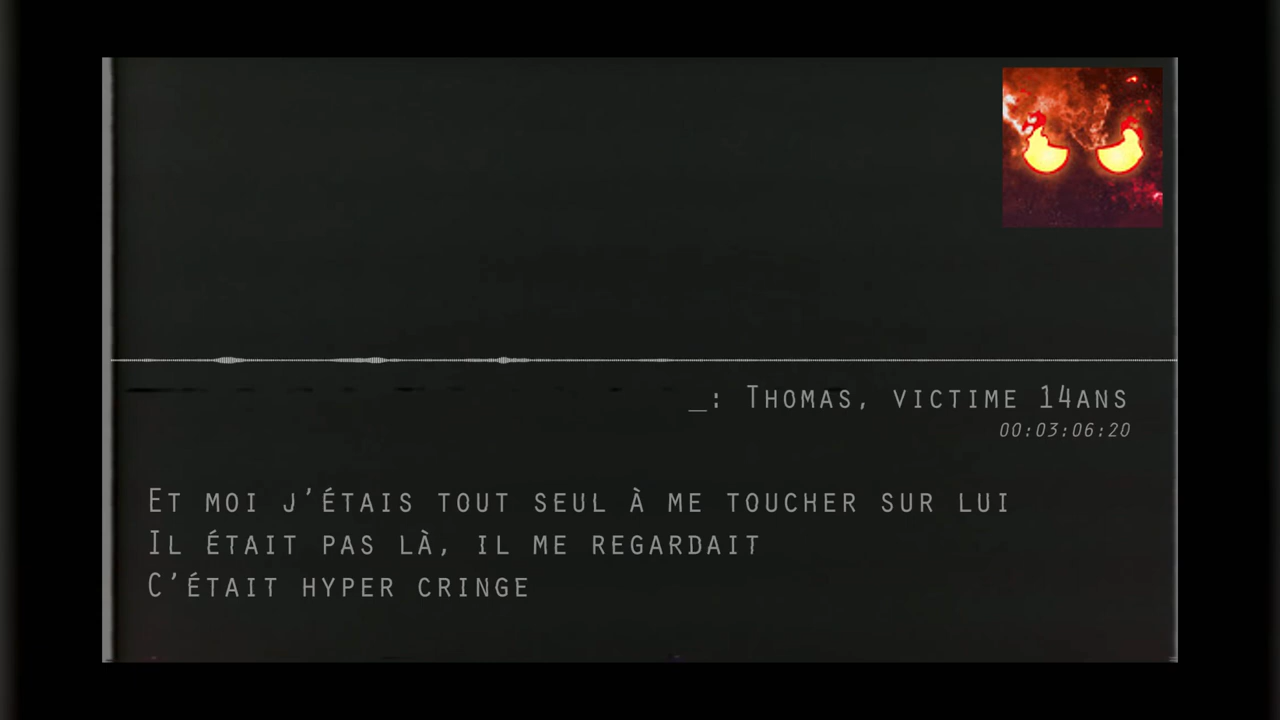 _: Thomas, victime 14ans
00:03:06:20
Et moi j'étais tout seul à me toucher sur lui
Il était pas là, il me regardait
C'était hyper cringe